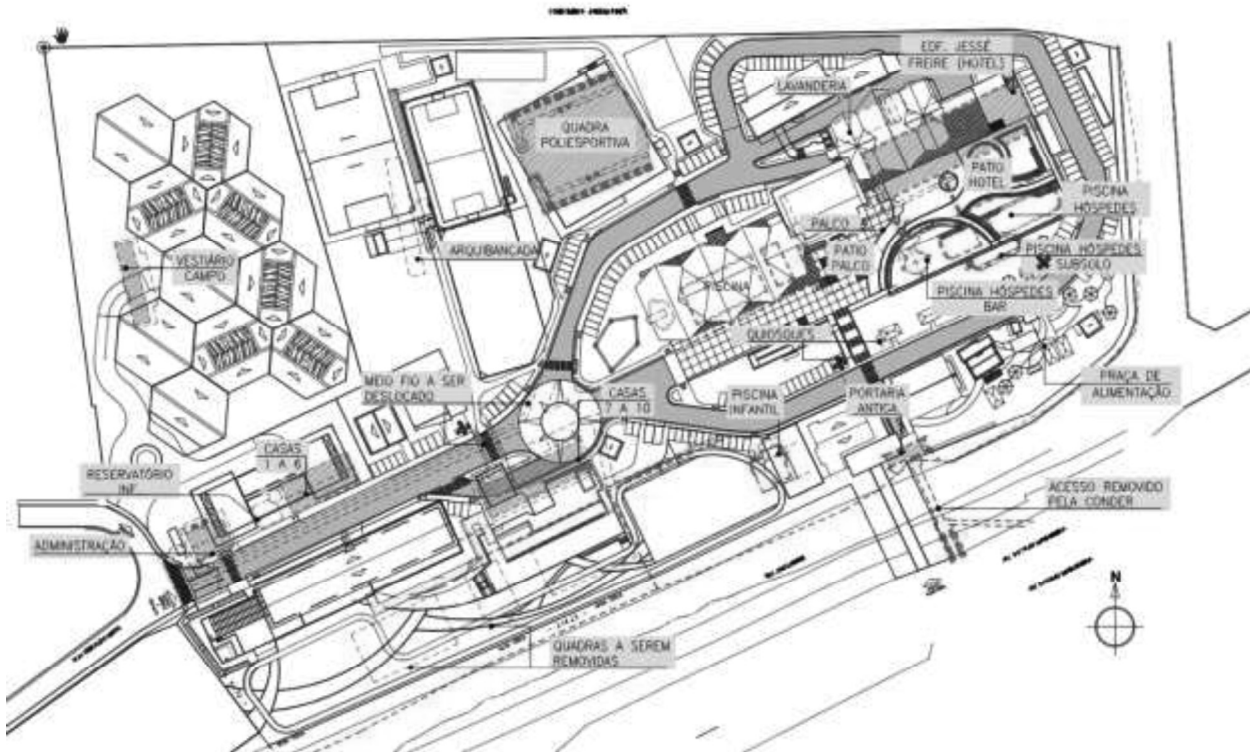 EDF. JESSÉ
FREIRE (HOTEL)
LAVANDERIA
QUADRA
POLIESPORTIVA
PATIO
HOTEL
PISCINA
HÓSPEDES
PALCO
ARQUIBANCADA
PATIO
PALCO
PISCINA HÓSPEDES
SUBSOLO
VESTIÁRIO
CAMPO
PISCINA
PISCINA HÓSPEDES
BAR
QUIOSQUES
MEIO FIO A SER
DESLOCADO
CASAS
7 A 10
PISCINA
INFANTIL
PORTARIA
ANTIGA
PRAÇA DE
ALIMENTAÇÃO
CASAS
1 A 6
RESERVATÓRIO
INF.
ACESSO REMOVIDO
PELA CONDER
ADMINISTRAÇÃO
N
QUADRAS A SEREM
REMOVIDAS